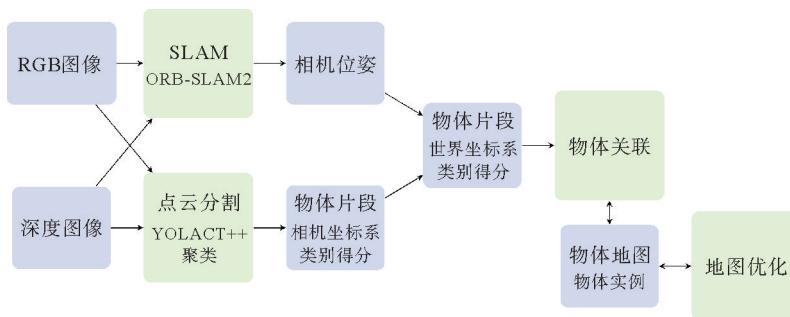 RGB图像
SLAM
ORB-SLAM2
相机位姿
深度图像
点云分割
YOLACT++
聚类
物体片段
相机坐标系
类别得分
物体片段
世界坐标系
类别得分
物体关联
物体地图
物体实例
地图优化